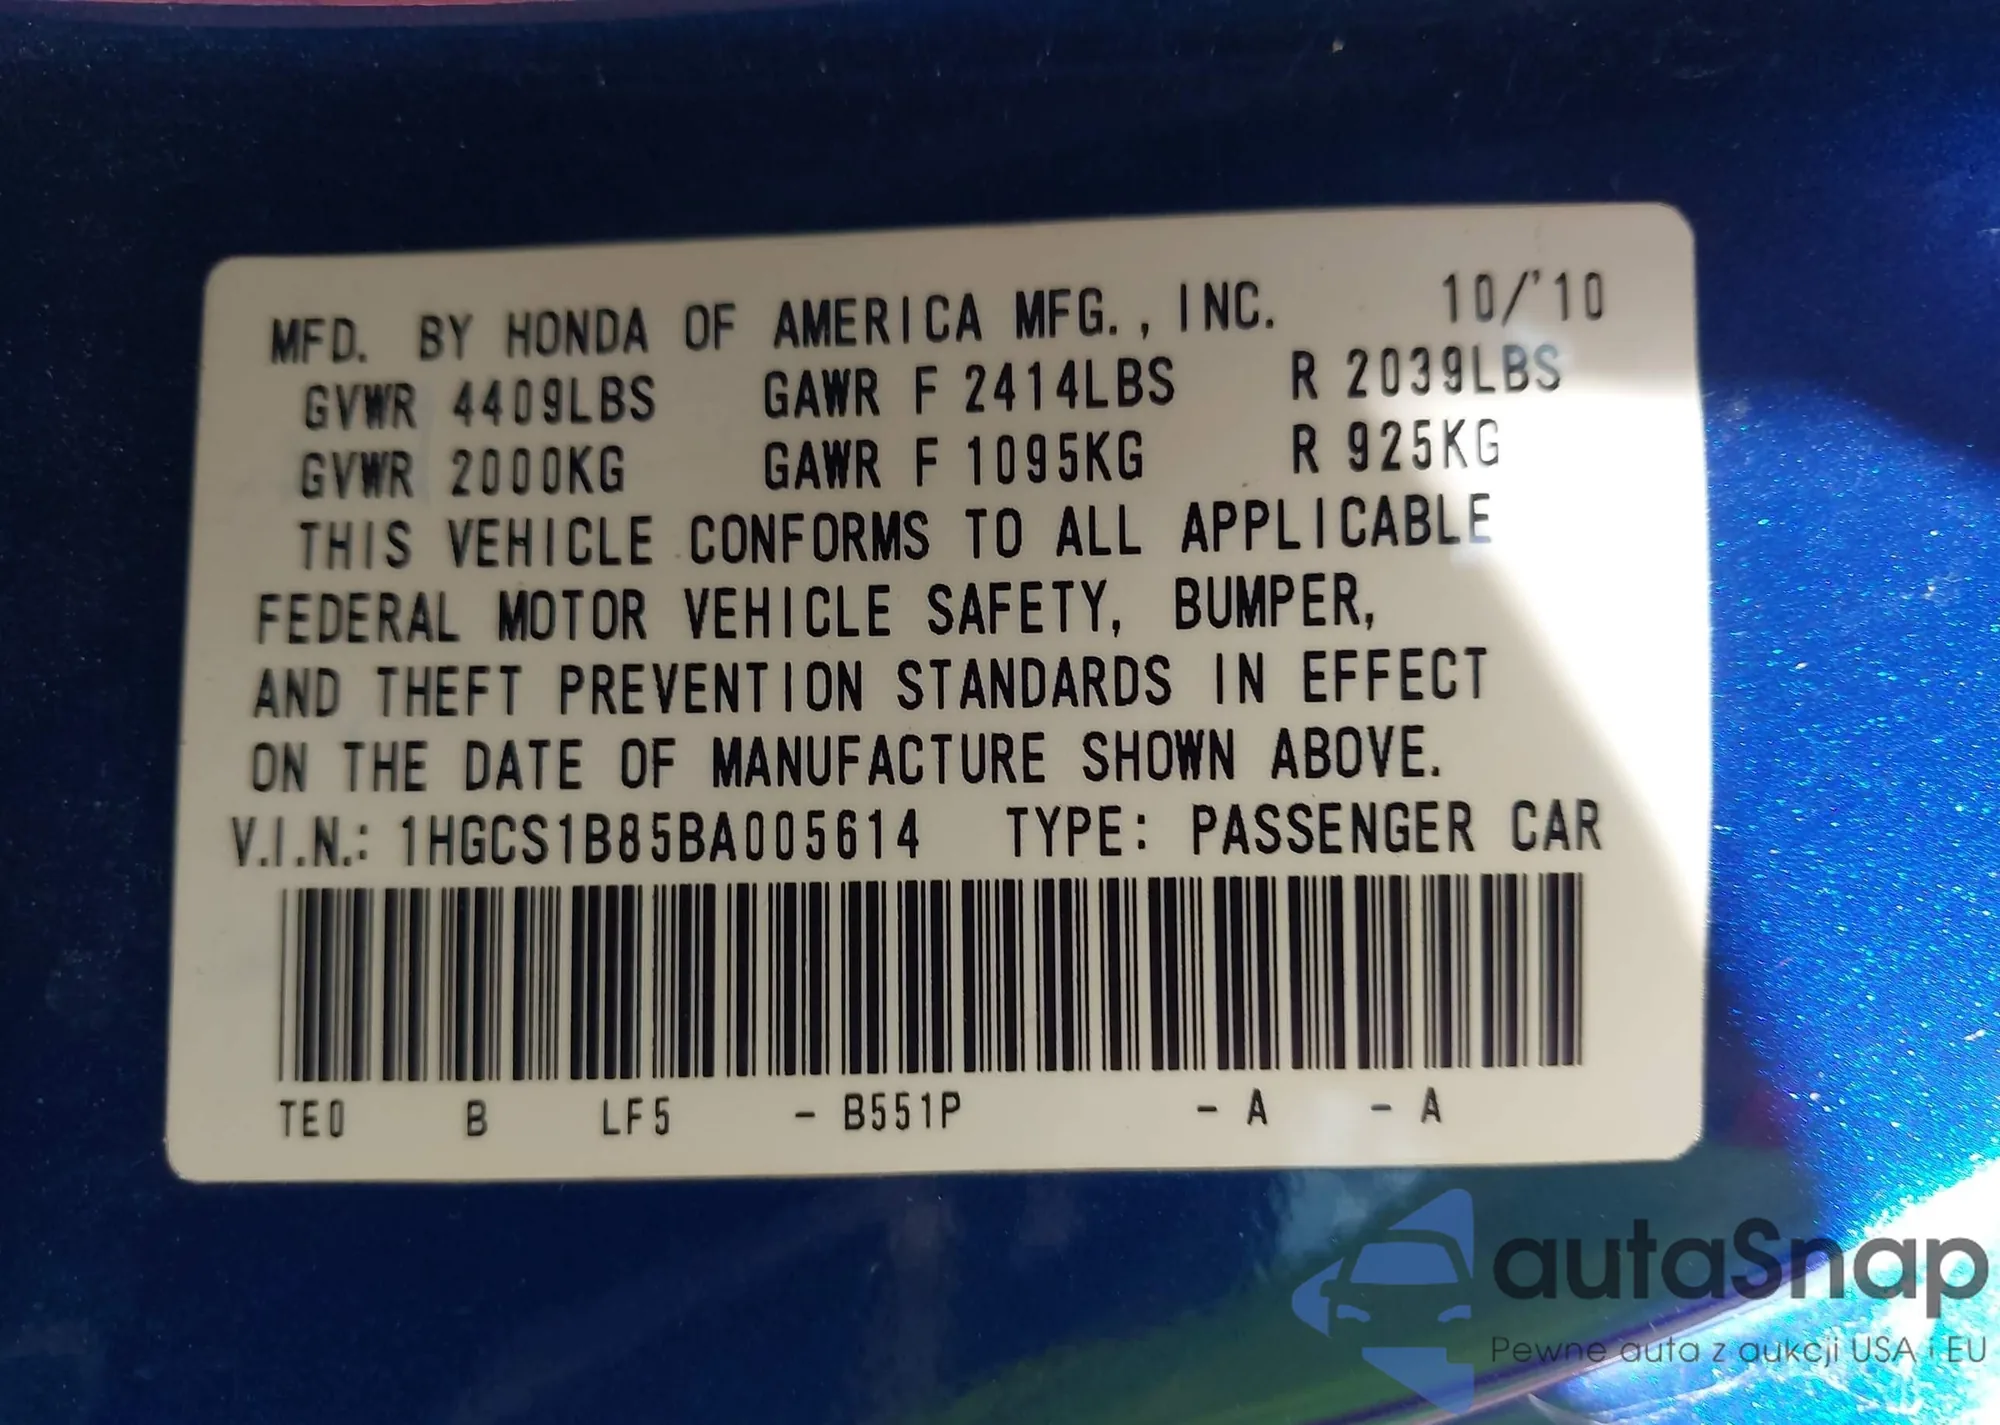 MFD. BY HONDA OF AMERICA MFG., INC. 10/'10
GVWR 4409LBS GAWR F 2414LBS R 2039LBS
GVWR 2000KG GAWR F 1095KG R 925KG
THIS VEHICLE CONFORMS TO ALL APPLICABLE
FEDERAL MOTOR VEHICLE SAFETY, BUMPER,
AND THEFT PREVENTION STANDARDS IN EFFECT
ON THE DATE OF MANUFACTURE SHOWN ABOVE.
V.I.N.: 1HGCS1B85BA005614 TYPE: PASSENGER CAR
TE0 B LF5 - B551P - A - A
autaSnap
Pewne auta z aukcji USA i EU